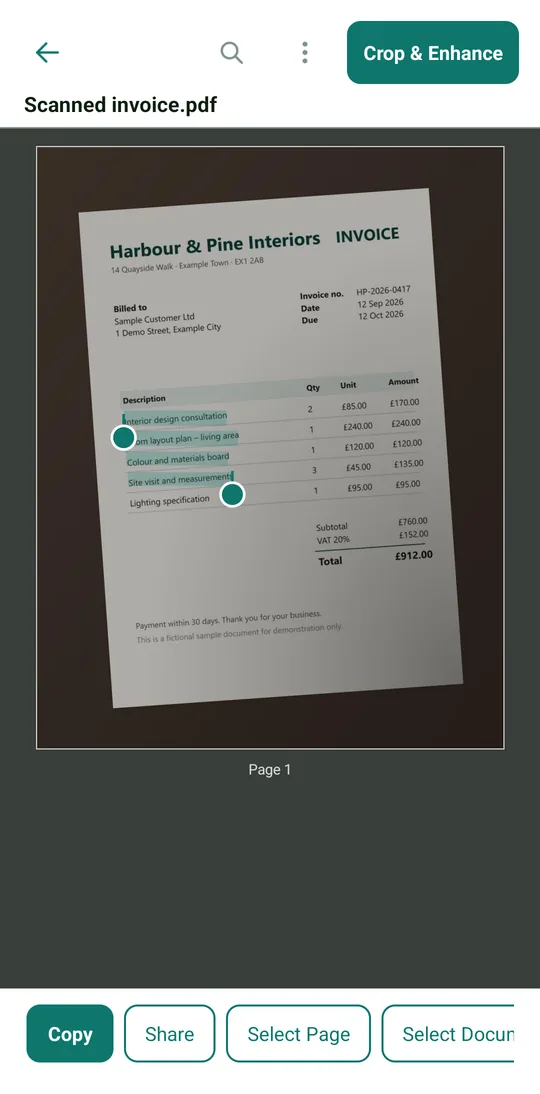 Crop & Enhance
Scanned invoice.pdf
Harbour & Pine Interiors INVOICE
14 Quayside Walk · Example Town · EX1 2AB
Billed to
Sample Customer Ltd
1 Demo Street, Example City
Invoice no. HP-2026-0417
Date 12 Sep 2026
Due 12 Oct 2026
Description Qty Unit Amount
Interior design consultation 2 £85.00 £170.00
layout plan – living area 1 £240.00 £240.00
Colour and materials board 1 £120.00 £120.00
Site visit and measurements 3 £45.00 £135.00
Lighting specification 1 £95.00 £95.00
Subtotal £760.00
VAT 20% £152.00
Total £912.00
Payment within 30 days. Thank you for your business.
This is a fictional sample document for demonstration only.
Page 1
Copy Share Select Page Select Docum